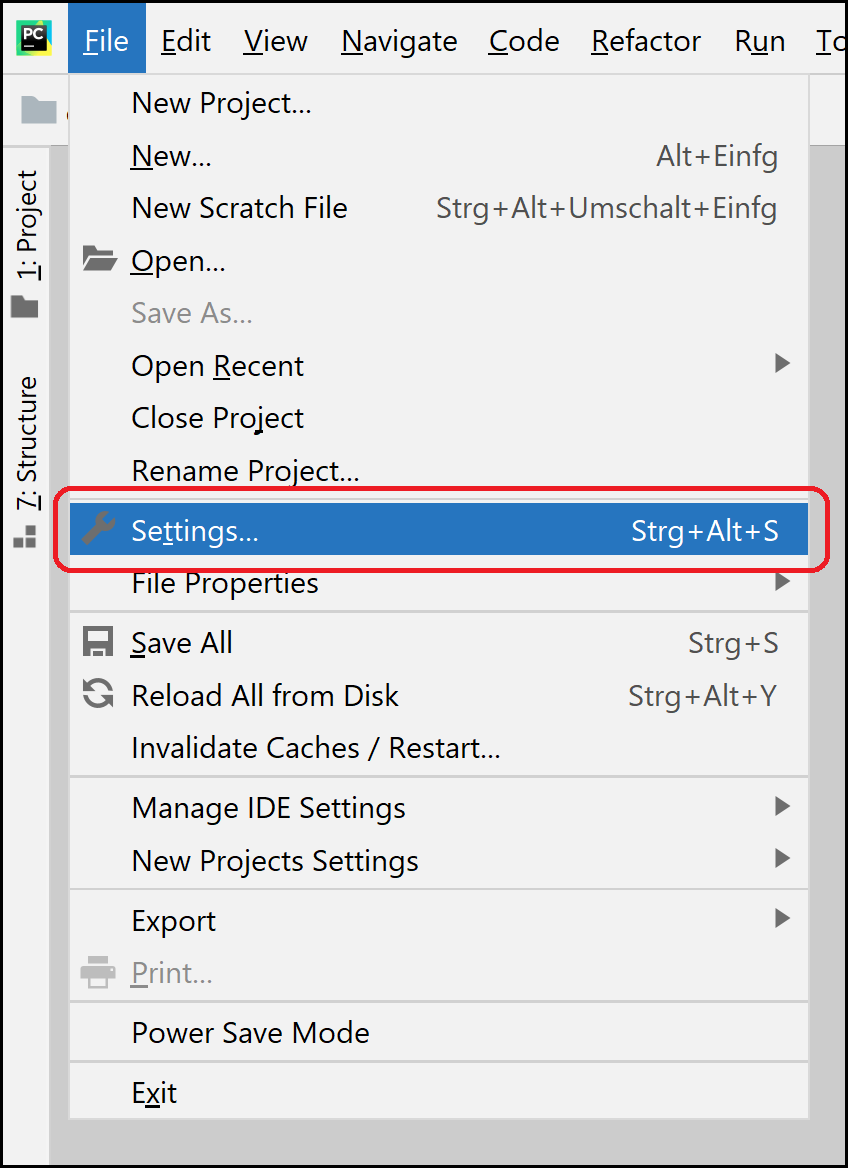 PC
File Edit View Navigate Code Refactor Run To
New Project...
New... Alt+Einfg
New Scratch File Strg+Alt+Umschalt+Einfg
Open...
Save As...
Open Recent
Close Project
Rename Project...
Settings... Strg+Alt+S
File Properties
Save All Strg+S
Reload All from Disk Strg+Alt+Y
Invalidate Caches / Restart...
Manage IDE Settings
New Projects Settings
Export
Print...
Power Save Mode
Exit
1: Project
7: Structure